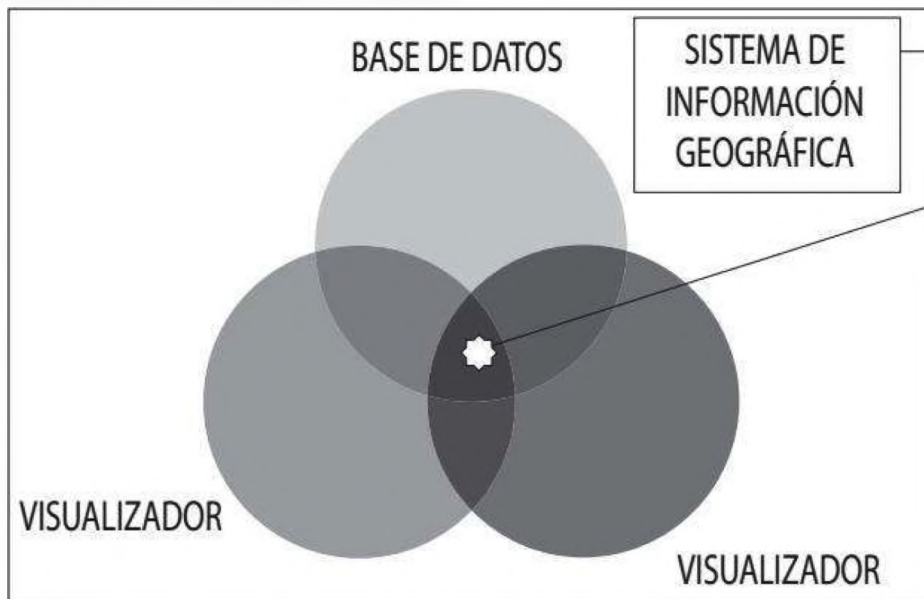 BASE DE DATOS
SISTEMA DE
INFORMACIÓN
GEOGRÁFICA
VISUALIZADOR
VISUALIZADOR